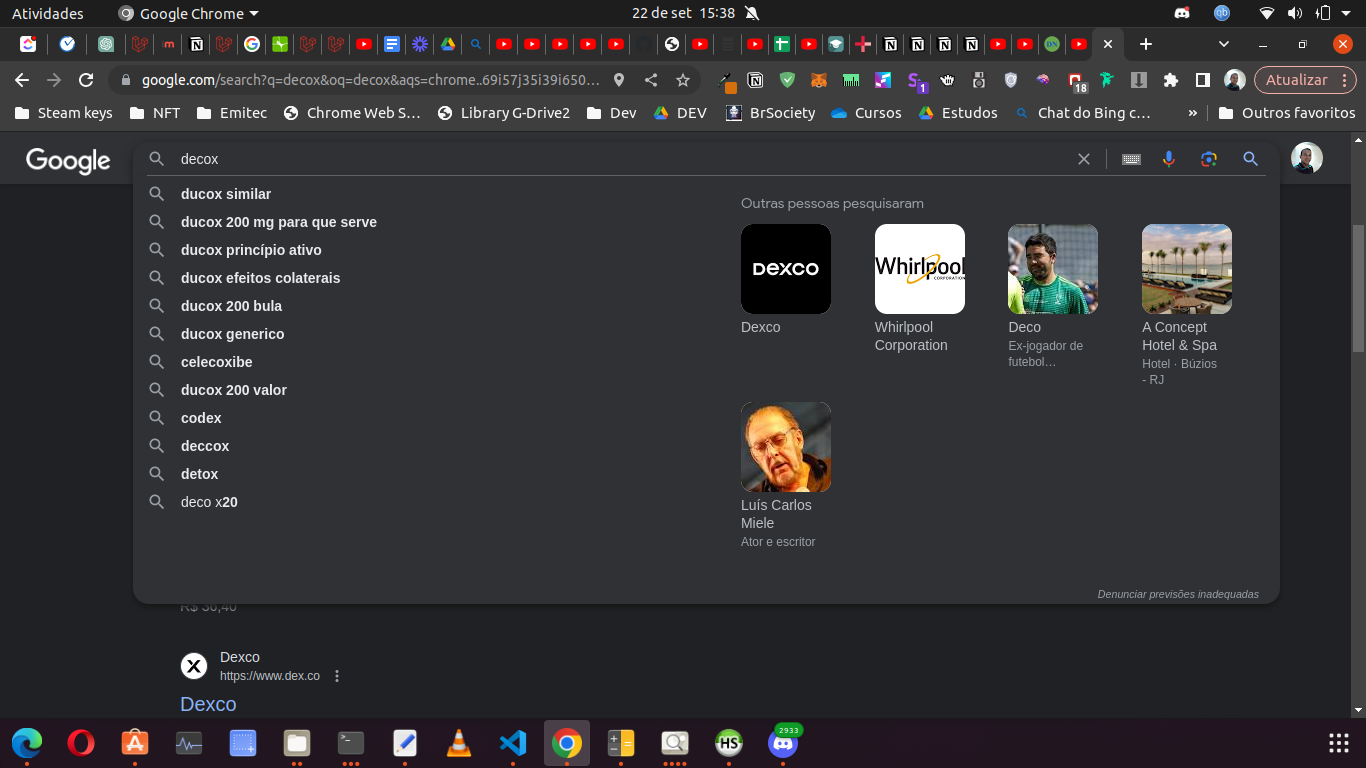 Atividades
Google Chrome
22 de set 15:38
google.com/search?q=decox&oq=decox&aqs=chrome..69i57j35i39i650...
1
18
Atualizar
Steam keys
NFT
Emitec
Chrome Web S...
Library G-Drive2
Dev
DEV
BrSociety
Cursos
Estudos
Chat do Bing c...
»
Outros favoritos
Google
decox
ducox similar
ducox 200 mg para que serve
ducox princípio ativo
ducox efeitos colaterais
ducox 200 bula
ducox generico
celecoxibe
ducox 200 valor
codex
deccox
detox
deco x20
Outras pessoas pesquisaram
DEXCO
Dexco
Whirlpool
CORPORATION
Whirlpool
Corporation
Deco
Ex-jogador de
futebol…
A Concept
Hotel & Spa
Hotel · Búzios
- RJ
Luís Carlos
Miele
Ator e escritor
Denunciar previsões inadequadas
R$ 36,40
Dexco
https://www.dex.co
Dexco
HS
2933